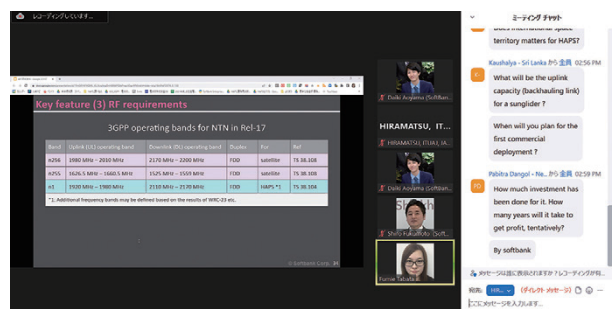 レコーディングしています...
Key feature (3) RF requirements
3GPP operating bands for NTN in Rel-17
Band Uplink (UL) operating band Downlink (DL) operating band Duplex For Ref
n256 1980 MHz – 2010 MHz 2170 MHz – 2200 MHz FDD satellite TS 38.108
n255 1626.5 MHz – 1660.5 MHz 1525 MHz – 1559 MHz FDD satellite TS 38.108
n1 1920 MHz – 1980 MHz 2110 MHz – 2170 MHz FDD HAPS *1 TS 38.104
*1. Additional frequency bands may be defined based on the results of WRC-23 etc.
© Softbank Corp.
Daiki Aoyama (SoftBan...
HIRAMATSU, IT...
HIRAMATSU, ITUAJ, JA...
Daiki Aoyama (Softban...
Shiro Fukumoto (Soft...
Fumie Tabata
ミーティング チャット
Does international space
territory matters for HAPS?
Kaushalya - Sri Lanka から 全員 02:56 PM
What will be the uplink
capacity (backhauling link)
for a sunglider ?
When will you plan for the
first commercial
deployment ?
Pabitra Dangol - Ne... から 全員 02:59 PM
PD
How much investment has
been done for it. How
many years will it take to
get profit, tentatively?
By softbank
メッセージは誰に表示されますか？レコーディングが何...
宛先: HIR... (ダイレクト メッセージ)
ここにメッセージを入力します...